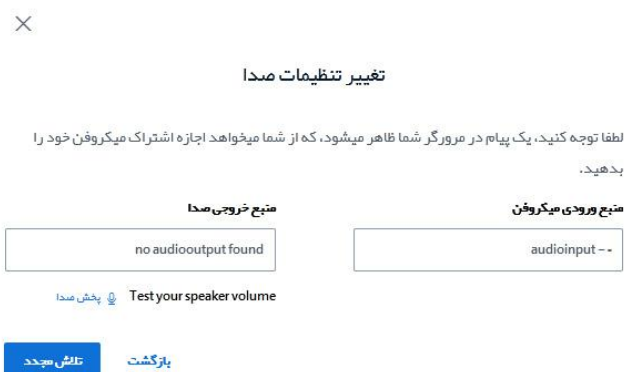 تغییر تنظیمات صدا
لطفا توجه کنید، یک پیام در مرورگر شما ظاهر میشود، که از شما میخواهد اجازه اشتراک میکروفن خود را
بدهید.
منبع ورودی میکروفن
منبع خروجی صدا
audioinput --
no audiooutput found
Test your speaker volume پخش صدا
بازگشت
تلاش مجدد